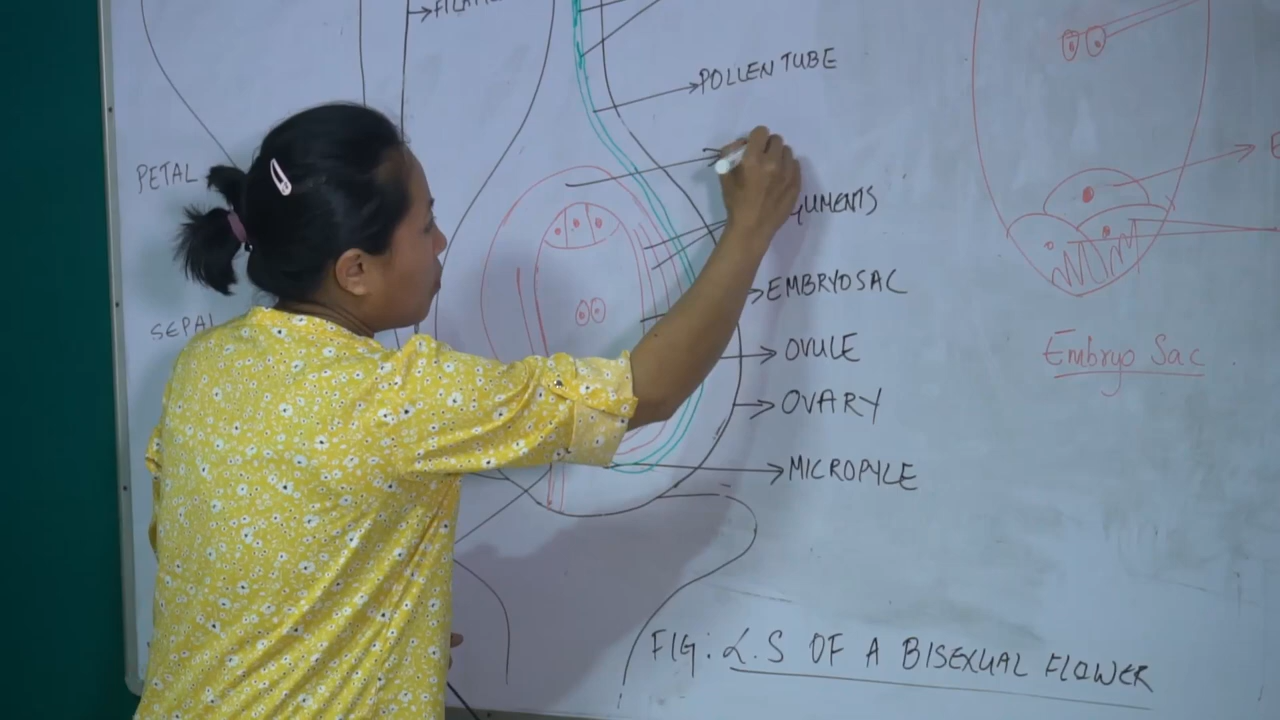 POLLEN TUBE
PETAL
SEPAL
EMBRYOSAC
OVULE
OVARY
MICROPYLE
Embryo Sac
FIG: L.S OF A BISEXUAL FLOWER